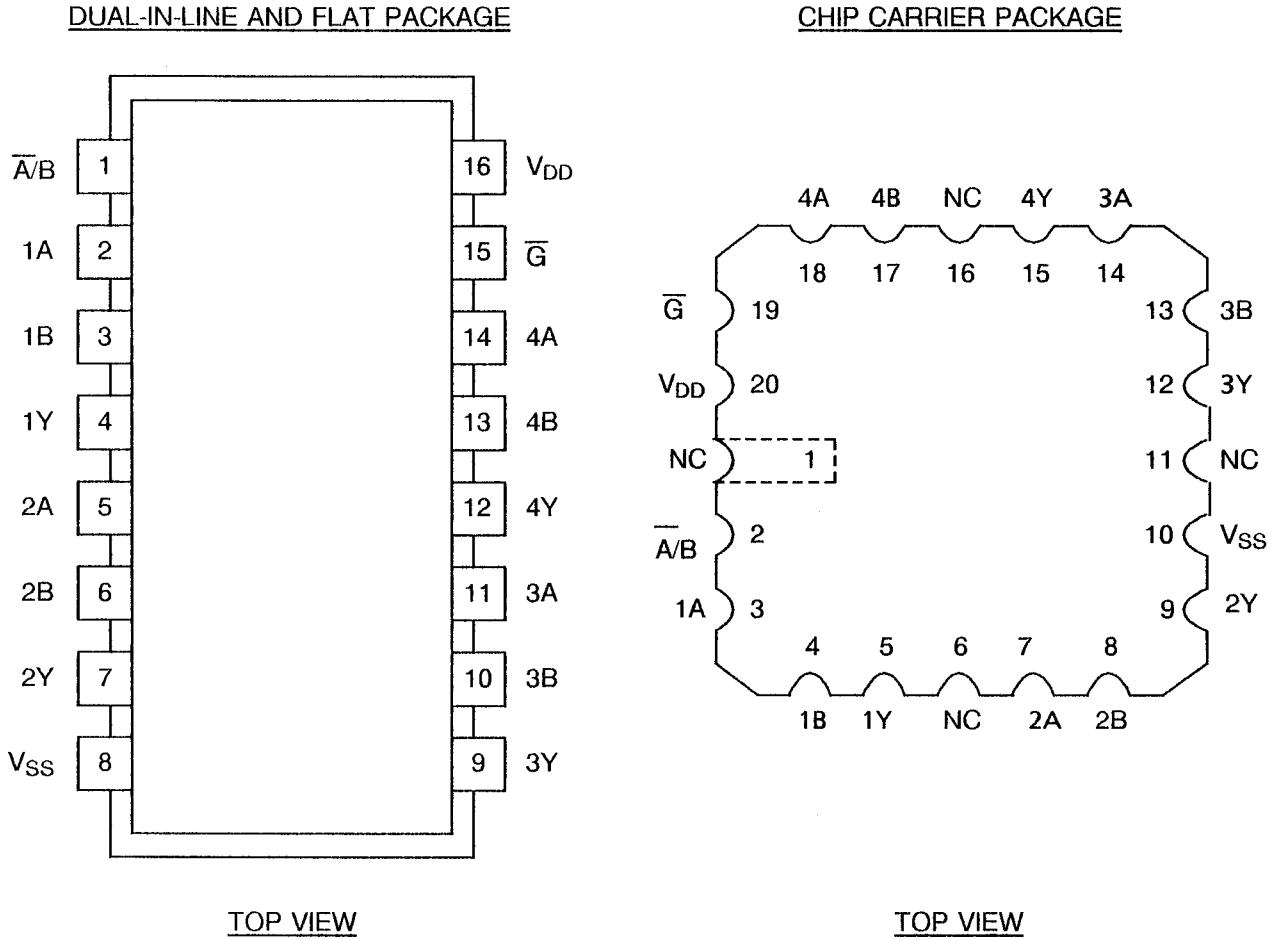 DUAL-IN-LINE AND FLAT PACKAGE
A̅/B 1 16 VDD
1A 2 15 G̅
1B 3 14 4A
1Y 4 13 4B
2A 5 12 4Y
2B 6 11 3A
2Y 7 10 3B
VSS 8 9 3Y
TOP VIEW
CHIP CARRIER PACKAGE
4A 4B NC 4Y 3A
18 17 16 15 14
G̅ 19 13 3B
VDD 20 12 3Y
NC 1 11 NC
A̅/B 2 10 VSS
1A 3 9 2Y
4 5 6 7 8
1B 1Y NC 2A 2B
TOP VIEW